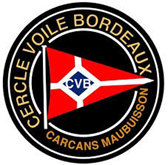 CERCLE VOILE BORDEAUX
CVB
CARCANS MAUBUISSON